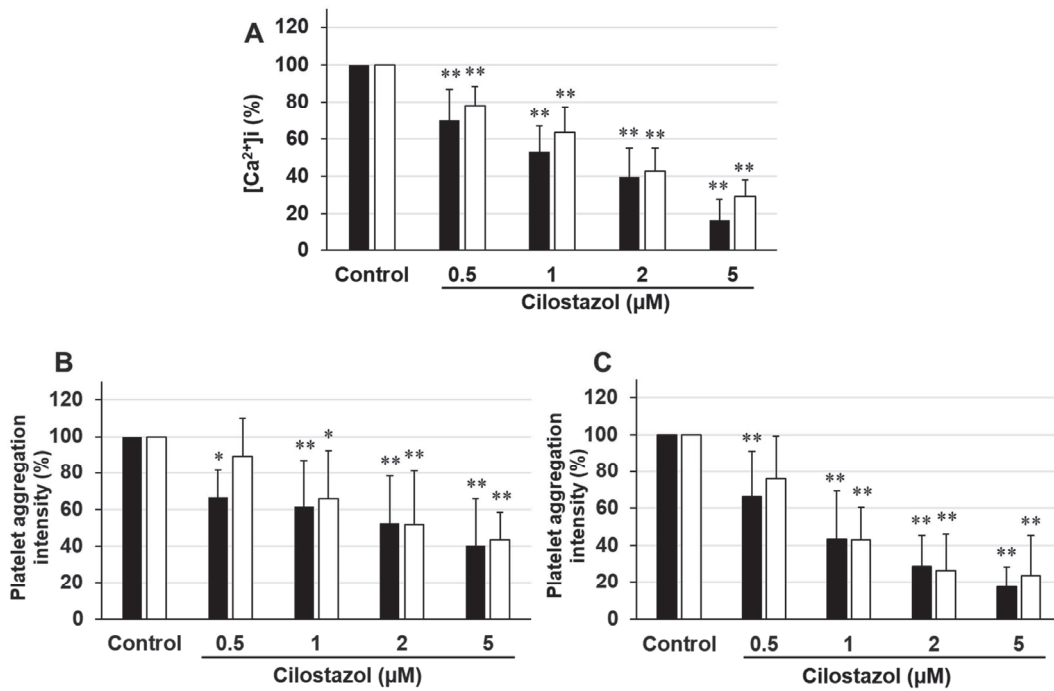 A
[Ca²⁺]i (%)
120
100
80
60
40
20
0
** ** ** ** ** ** ** **
Control 0.5 1 2 5
Cilostazol (µM)
B
Platelet aggregation
intensity (%)
120
100
80
60
40
20
0
* ** * ** ** ** **
Control 0.5 1 2 5
Cilostazol (µM)
C
Platelet aggregation
intensity (%)
120
100
80
60
40
20
0
** ** ** ** ** ** **
Control 0.5 1 2 5
Cilostazol (µM)